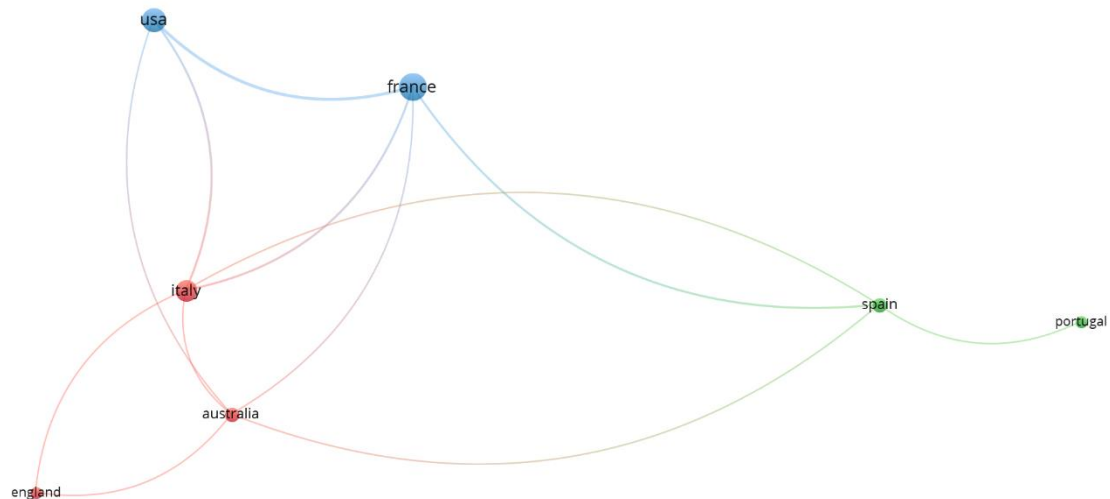 usa
france
italy
spain
portugal
australia
england